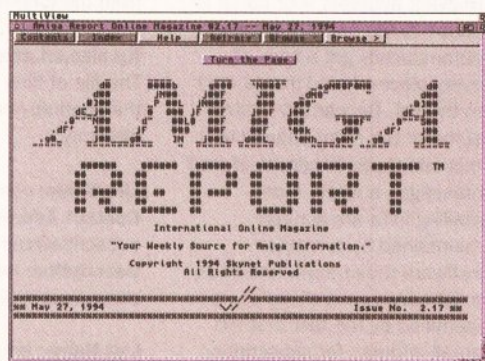 MultiView
Amiga Report Online Magazine #2.17 -- May 27, 1994
Contents Index Help Retrace Browse < Browse >
Turn the Page
AMIGA
REPORT™
International Online Magazine
"Your Weekly Source for Amiga Information."
Copyright 1994 Skynet Publications
All Rights Reserved
May 27, 1994 Issue No. 2.17